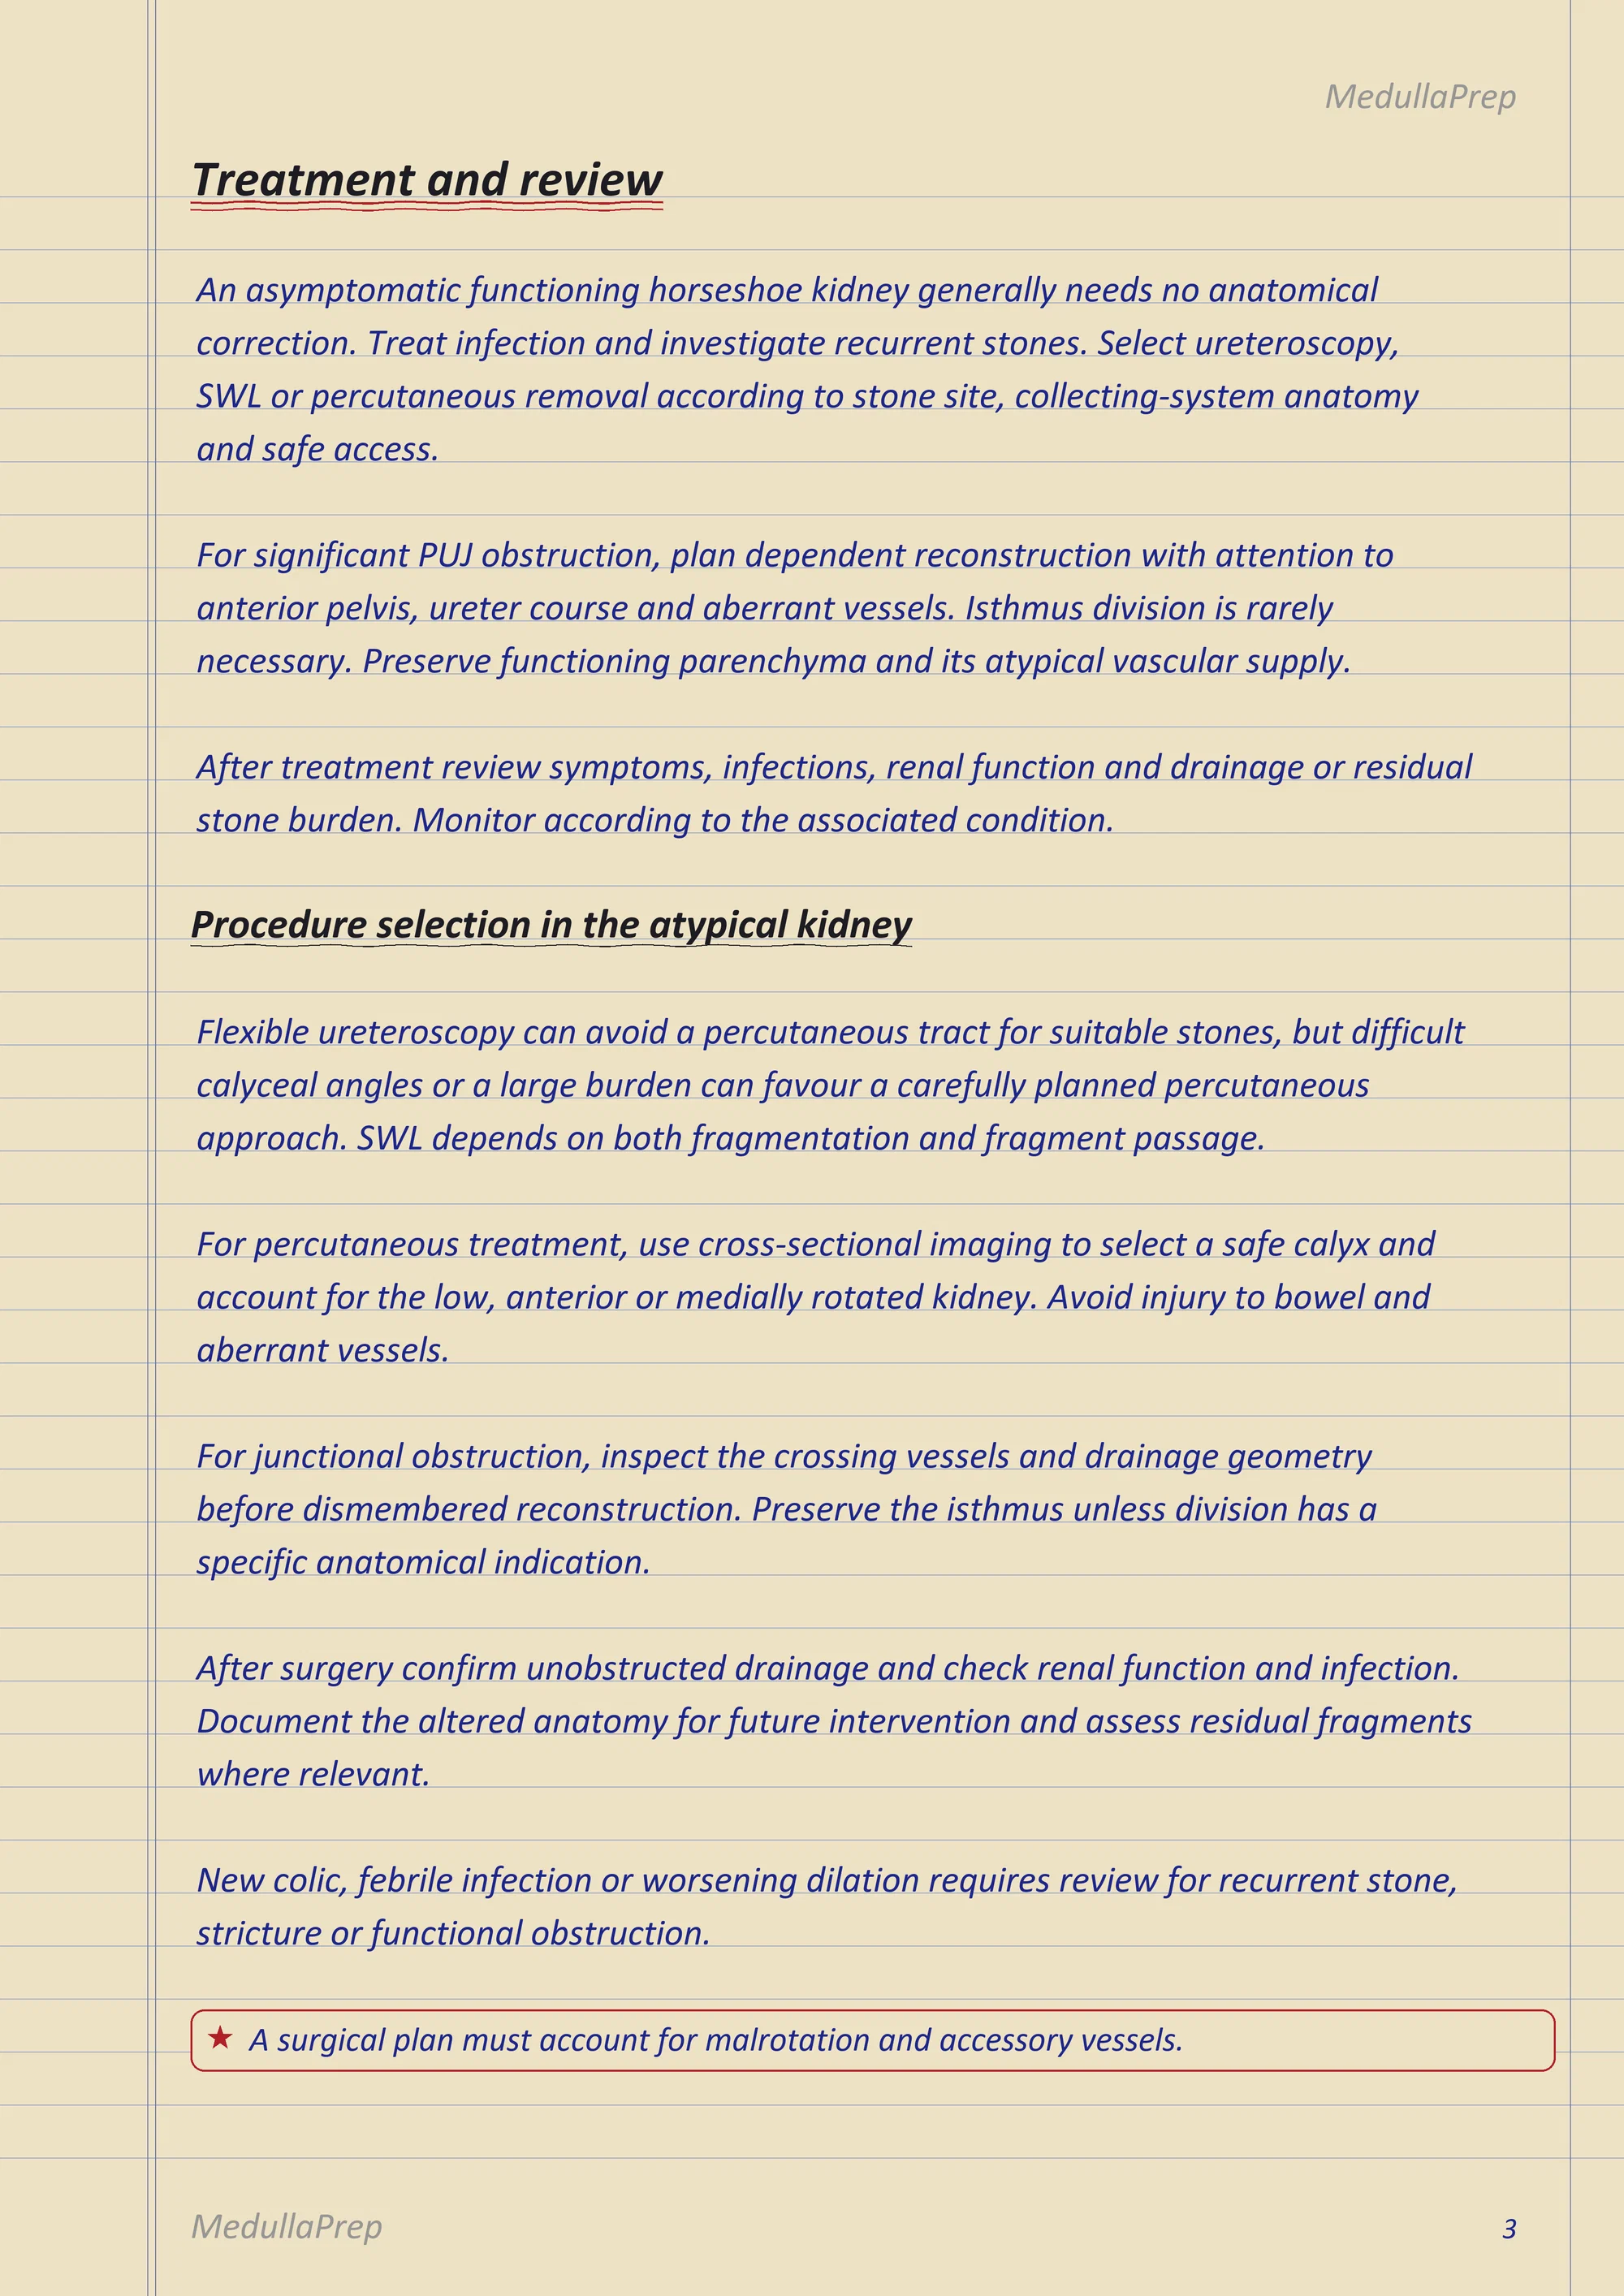 MedullaPrep
Treatment and review
An asymptomatic functioning horseshoe kidney generally needs no anatomical
correction. Treat infection and investigate recurrent stones. Select ureteroscopy,
SWL or percutaneous removal according to stone site, collecting-system anatomy
and safe access.
For significant PUJ obstruction, plan dependent reconstruction with attention to
anterior pelvis, ureter course and aberrant vessels. Isthmus division is rarely
necessary. Preserve functioning parenchyma and its atypical vascular supply.
After treatment review symptoms, infections, renal function and drainage or residual
stone burden. Monitor according to the associated condition.
Procedure selection in the atypical kidney
Flexible ureteroscopy can avoid a percutaneous tract for suitable stones, but difficult
calyceal angles or a large burden can favour a carefully planned percutaneous
approach. SWL depends on both fragmentation and fragment passage.
For percutaneous treatment, use cross-sectional imaging to select a safe calyx and
account for the low, anterior or medially rotated kidney. Avoid injury to bowel and
aberrant vessels.
For junctional obstruction, inspect the crossing vessels and drainage geometry
before dismembered reconstruction. Preserve the isthmus unless division has a
specific anatomical indication.
After surgery confirm unobstructed drainage and check renal function and infection.
Document the altered anatomy for future intervention and assess residual fragments
where relevant.
New colic, febrile infection or worsening dilation requires review for recurrent stone,
stricture or functional obstruction.
★ A surgical plan must account for malrotation and accessory vessels.
MedullaPrep
3